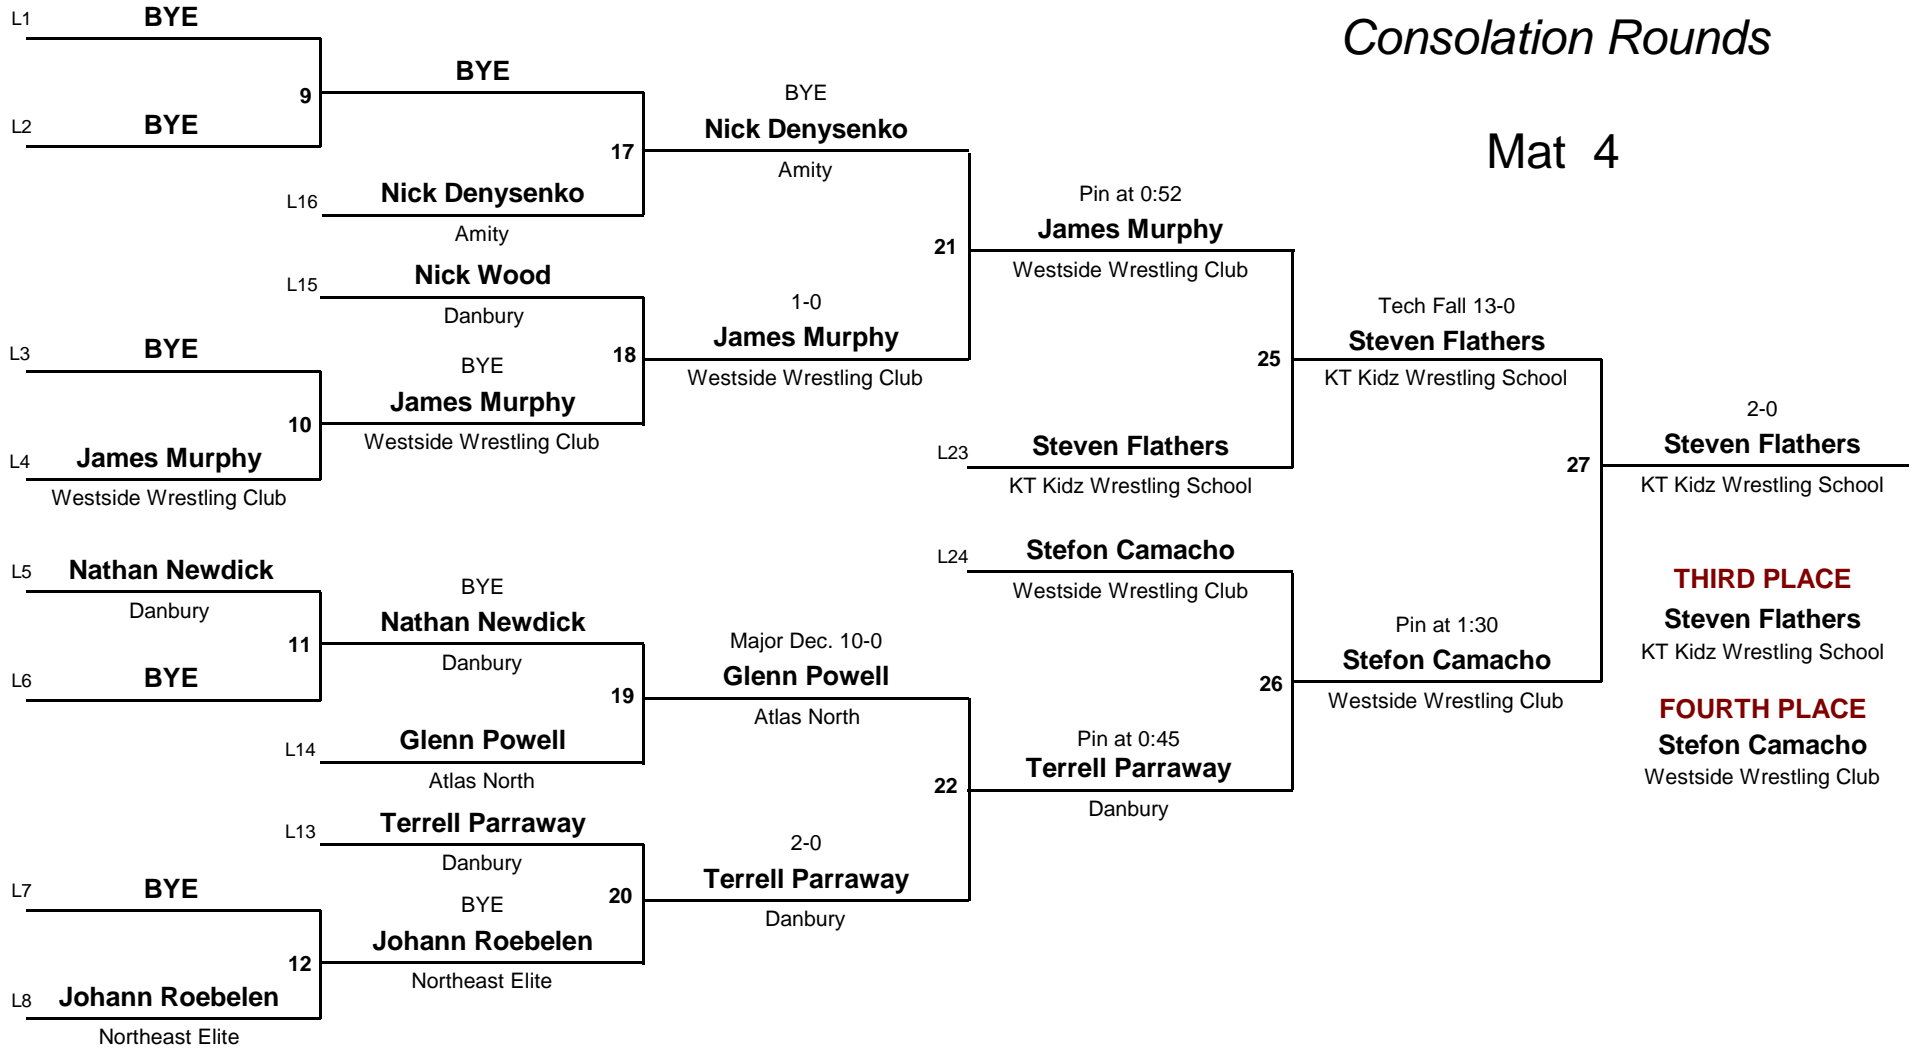 Consolation Rounds
Mat 4
L1 BYE
9
L2 BYE
BYE
17
L16 Nick Denysenko
Amity
L15 Nick Wood
Danbury
L3 BYE
10
L4 James Murphy
Westside Wrestling Club
BYE
James Murphy
Westside Wrestling Club
18
L5 Nathan Newdick
Danbury
11
L6 BYE
BYE
Nathan Newdick
Danbury
19
L14 Glenn Powell
Atlas North
L13 Terrell Parraway
Danbury
L7 BYE
12
L8 Johann Roebelen
Northeast Elite
BYE
Johann Roebelen
Northeast Elite
20
BYE
Nick Denysenko
Amity
21
1-0
James Murphy
Westside Wrestling Club
Major Dec. 10-0
Glenn Powell
Atlas North
22
2-0
Terrell Parraway
Danbury
Pin at 0:52
James Murphy
Westside Wrestling Club
25
L23 Steven Flathers
KT Kidz Wrestling School
L24 Stefon Camacho
Westside Wrestling Club
26
Pin at 0:45
Terrell Parraway
Danbury
Tech Fall 13-0
Steven Flathers
KT Kidz Wrestling School
27
Pin at 1:30
Stefon Camacho
Westside Wrestling Club
2-0
Steven Flathers
KT Kidz Wrestling School
THIRD PLACE
Steven Flathers
KT Kidz Wrestling School
FOURTH PLACE
Stefon Camacho
Westside Wrestling Club